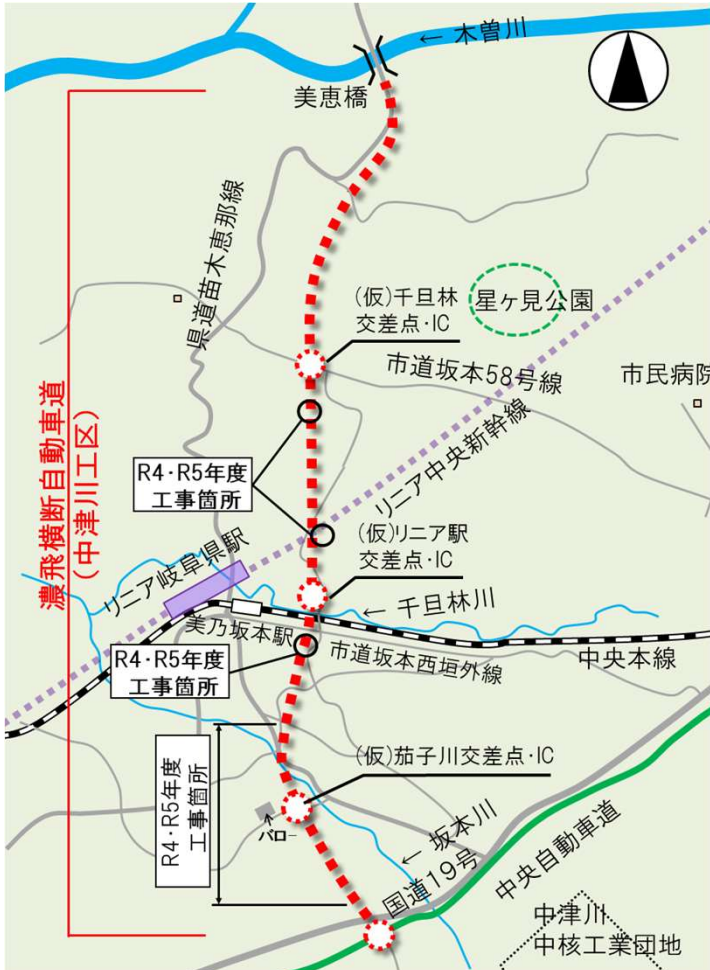 ← 木曽川
美恵橋
県道苗木恵那線
(仮)千旦林
交差点・IC
星ヶ見公園
市道坂本58号線
市民病院
濃飛横断自動車道
(中津川工区)
R4・R5年度
工事箇所
リニア中央新幹線
(仮)リニア駅
交差点・IC
リニア岐阜県駅
← 千旦林川
美乃坂本駅
R4・R5年度
工事箇所
市道坂本西垣外線
中央本線
R4・R5年度
工事箇所
(仮)茄子川交差点・IC
バロー
← 坂本川
国道19号
中央自動車道
中津川
中核工業団地